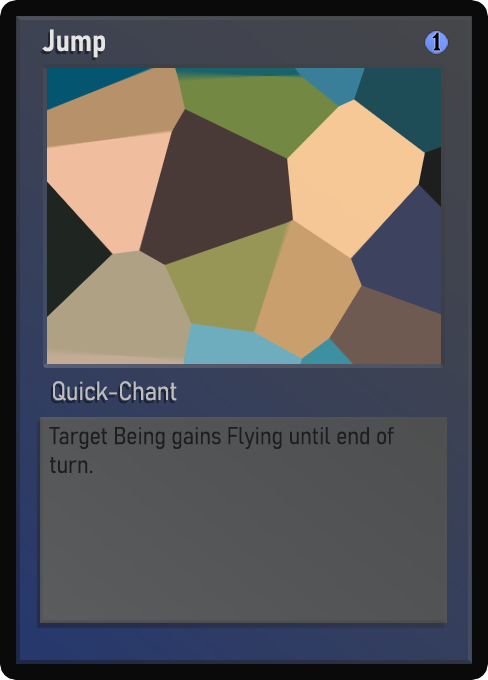 Jump
1
Quick-Chant
Target Being gains Flying until end of
turn.